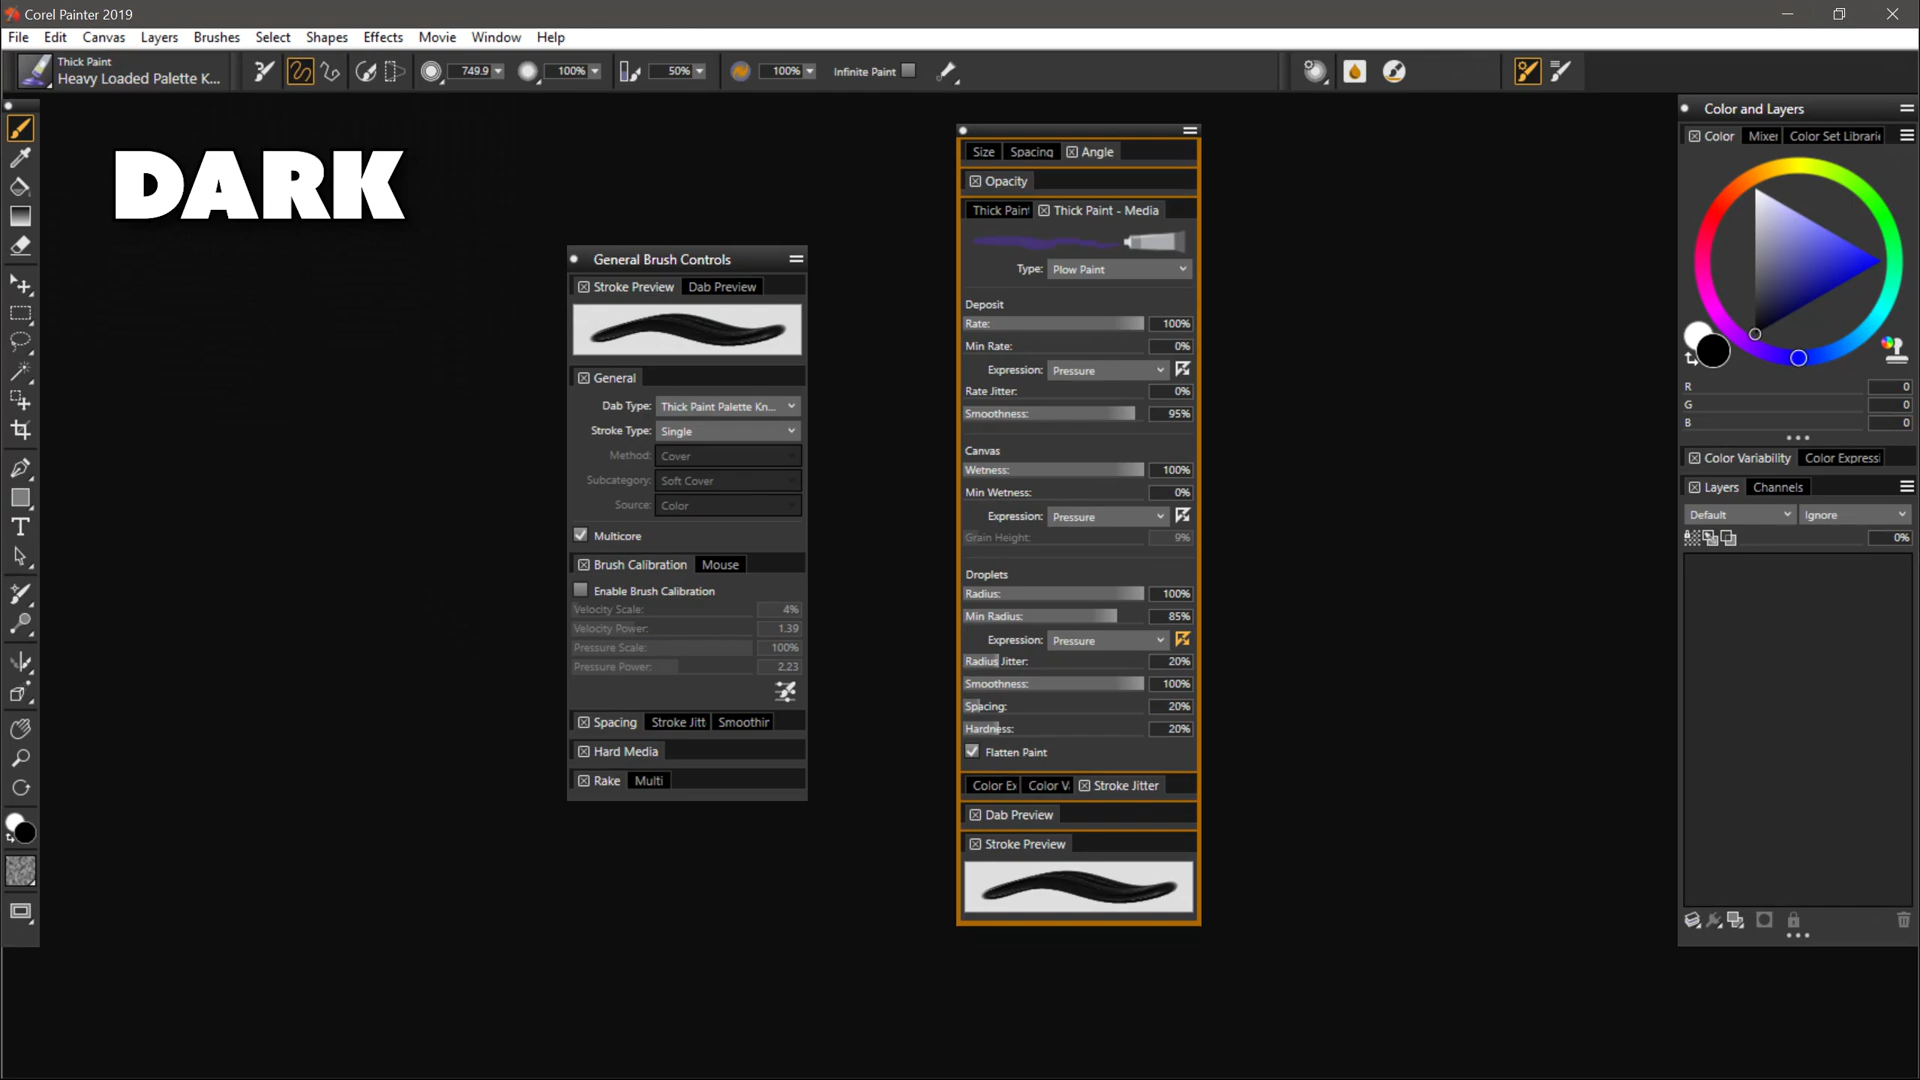 Corel Painter 2019
File Edit Canvas Layers Brushes Select Shapes Effects Movie Window Help
Thick Paint
Heavy Loaded Palette K...
749.9 100% 50% 100% Infinite Paint
DARK
General Brush Controls
Stroke Preview Dab Preview
General
Dab Type: Thick Paint Palette Kn...
Stroke Type: Single
Method: Cover
Subcategory: Soft Cover
Source: Color
Multicore
Brush Calibration Mouse
Enable Brush Calibration
Velocity Scale: 4%
Velocity Power: 1.39
Pressure Scale: 100%
Pressure Power: 2.23
Spacing Stroke Jitt Smoothir
Hard Media
Rake Multi
Size Spacing Angle
Opacity
Thick Paint Thick Paint - Media
Type: Plow Paint
Deposit
Rate: 100%
Min Rate: 0%
Expression: Pressure
Rate Jitter: 0%
Smoothness: 95%
Canvas
Wetness: 100%
Min Wetness: 0%
Expression: Pressure
Grain Height: 9%
Droplets
Radius: 100%
Min Radius: 85%
Expression: Pressure
Radius Jitter: 20%
Smoothness: 100%
Spacing: 20%
Hardness: 20%
Flatten Paint
Color Ex Color V. Stroke Jitter
Dab Preview
Stroke Preview
Color and Layers
Color Mixer Color Set Librarie
R 0
G 0
B 0
Color Variability Color Expressi
Layers Channels
Default Ignore
0%